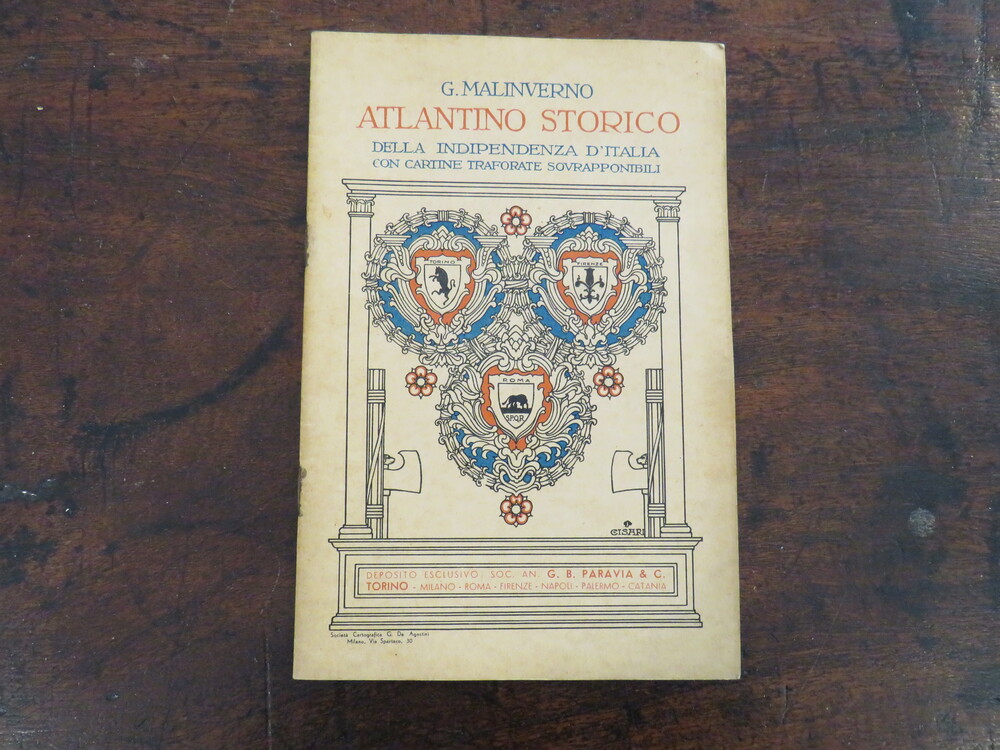 G. MALINVERNO
ATLANTINO STORICO
DELLA INDIPENDENZA D'ITALIA
CON CARTINE TRAFORATE SOVRAPPONIBILI
TORINO
FIRENZE
ROMA
S.P.Q.R.
CISARI
DEPOSITO ESCLUSIVO: SOC. AN. G. B. PARAVIA & C.
TORINO - MILANO - ROMA - FIRENZE - NAPOLI - PALERMO - CATANIA
Società Cartografica G. De Agostini
Milano, Via Spartaco, 30